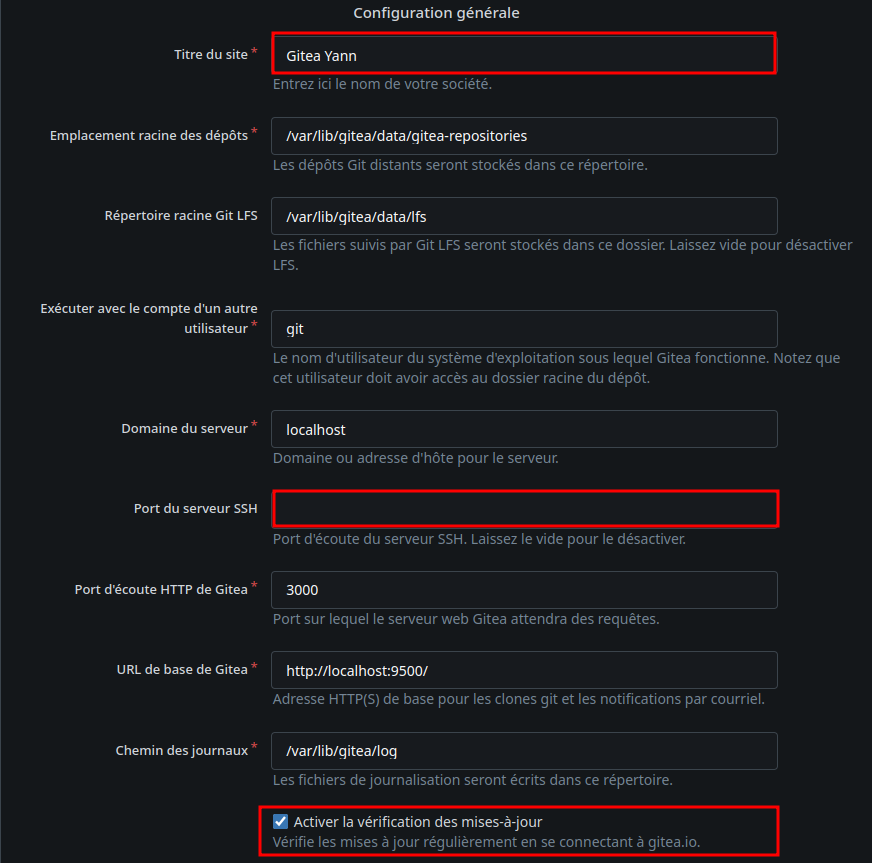 Configuration générale
Titre du site *
Gitea Yann
Entrez ici le nom de votre société.
Emplacement racine des dépôts *
/var/lib/gitea/data/gitea-repositories
Les dépôts Git distants seront stockés dans ce répertoire.
Répertoire racine Git LFS
/var/lib/gitea/data/lfs
Les fichiers suivis par Git LFS seront stockés dans ce dossier. Laissez vide pour désactiver
LFS.
Exécuter avec le compte d'un autre
utilisateur *
git
Le nom d'utilisateur du système d'exploitation sous lequel Gitea fonctionne. Notez que
cet utilisateur doit avoir accès au dossier racine du dépôt.
Domaine du serveur *
localhost
Domaine ou adresse d'hôte pour le serveur.
Port du serveur SSH
Port d'écoute du serveur SSH. Laissez le vide pour le désactiver.
Port d'écoute HTTP de Gitea *
3000
Port sur lequel le serveur web Gitea attendra des requêtes.
URL de base de Gitea *
http://localhost:9500/
Adresse HTTP(S) de base pour les clones git et les notifications par courriel.
Chemin des journaux *
/var/lib/gitea/log
Les fichiers de journalisation seront écrits dans ce répertoire.
Activer la vérification des mises-à-jour
Vérifie les mises à jour régulièrement en se connectant à gitea.io.